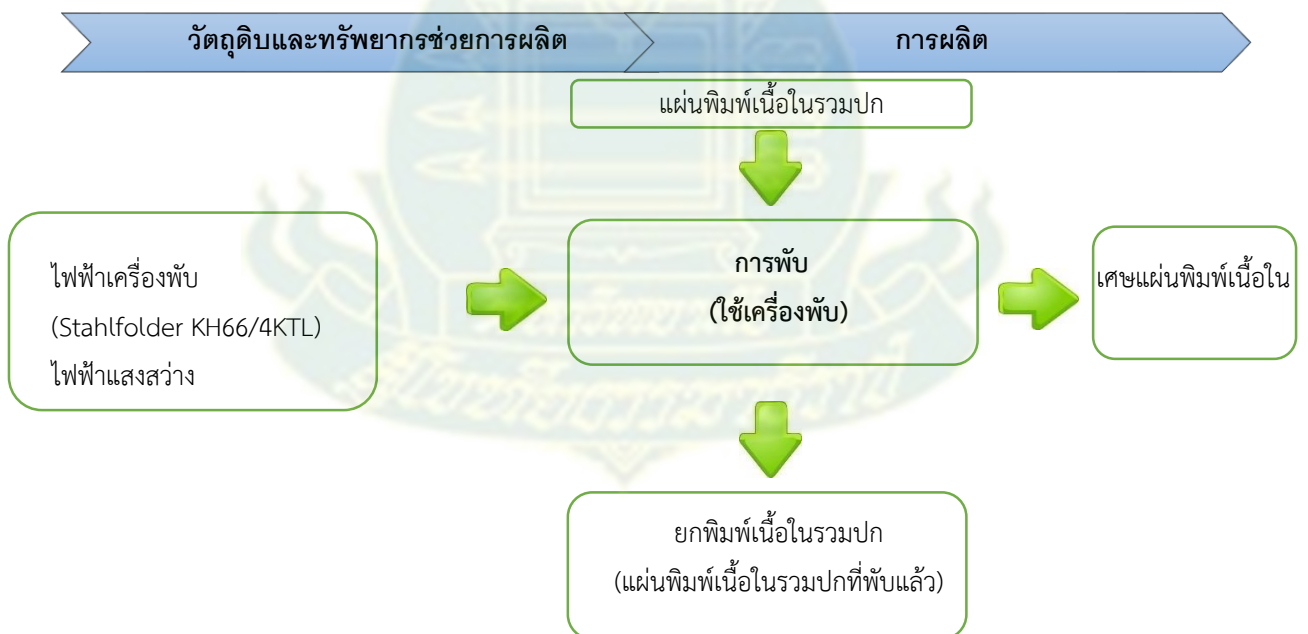 วัตถุดิบและทรัพยากรช่วยการผลิต
การผลิต
แผ่นพิมพ์เนื้อในรวมปก
ไฟฟ้าเครื่องพับ
(Stahlfolder KH66/4KTL)
ไฟฟ้าแสงสว่าง
การพับ
(ใช้เครื่องพับ)
เศษแผ่นพิมพ์เนื้อใน
ยกพิมพ์เนื้อในรวมปก
(แผ่นพิมพ์เนื้อในรวมปกที่พับแล้ว)